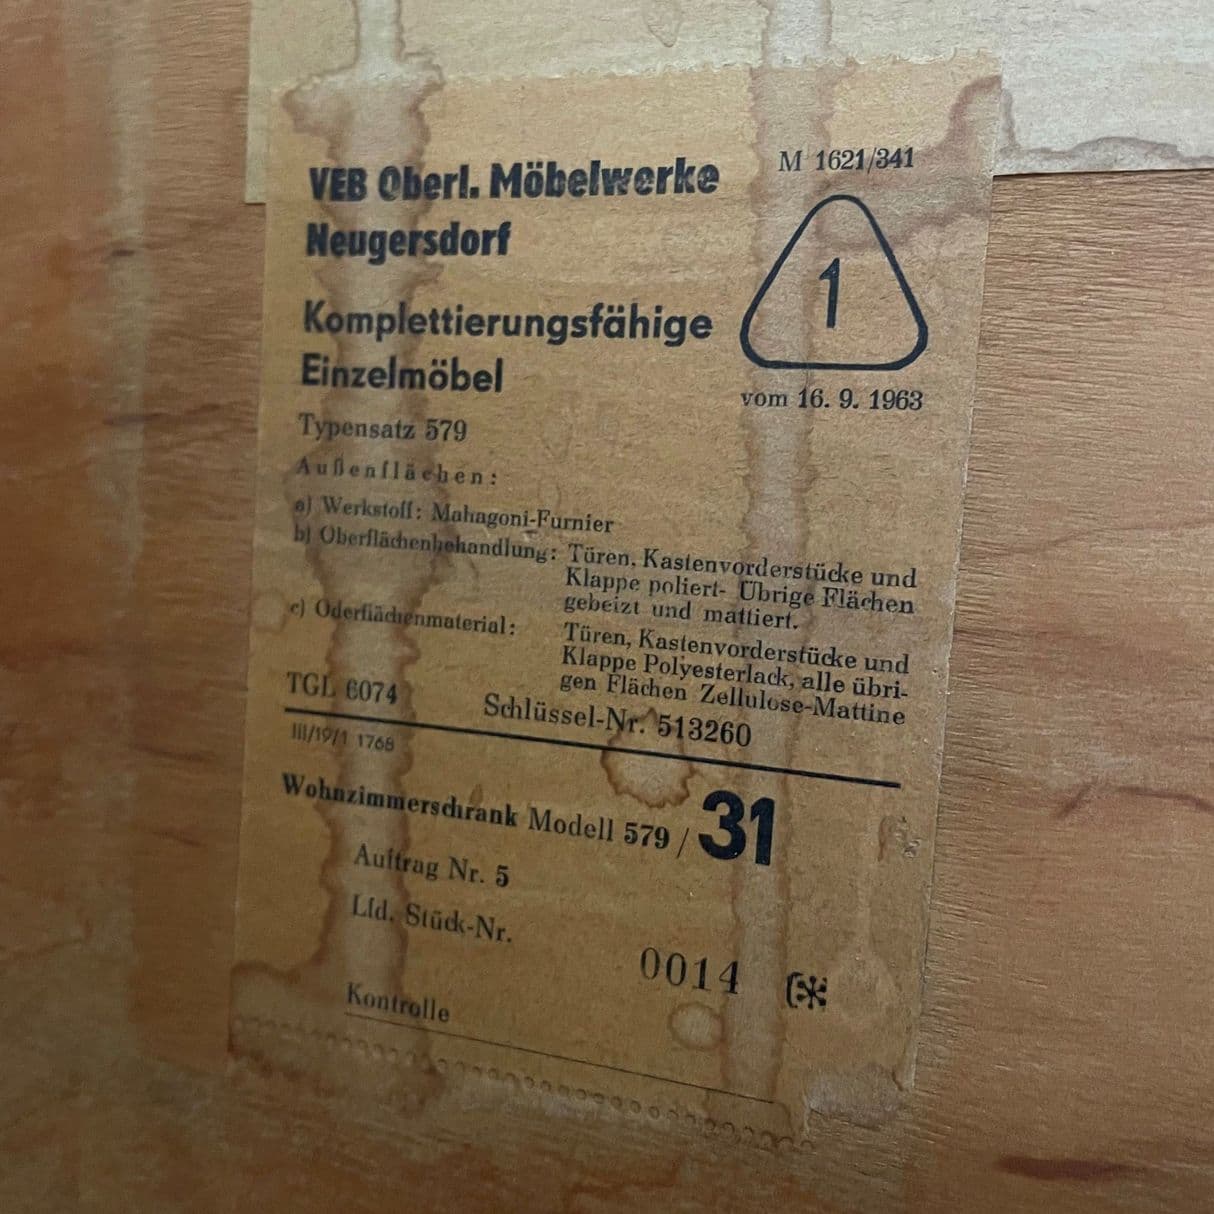 VEB Oberl. Möbelwerke
Neugersdorf
M 1621/341
1
vom 16. 9. 1963
Komplettierungsfähige
Einzelmöbel
Typensatz 579
Außenflächen:
a) Werkstoff: Mahagoni-Furnier
b) Oberflächenbehandlung: Türen, Kastenvorderstücke und
Klappe poliert- Übrige Flächen
gebeizt und mattiert.
c) Oderflächenmaterial: Türen, Kastenvorderstücke und
Klappe Polyesterlack, alle übri-
gen Flächen Zellulose-Mattine
TGL 6074 Schlüssel-Nr. 513260
III/19/1 1768
Wohnzimmerschrank Modell 579 / 31
Auftrag Nr. 5
Lfd. Stück-Nr.
0014
Kontrolle